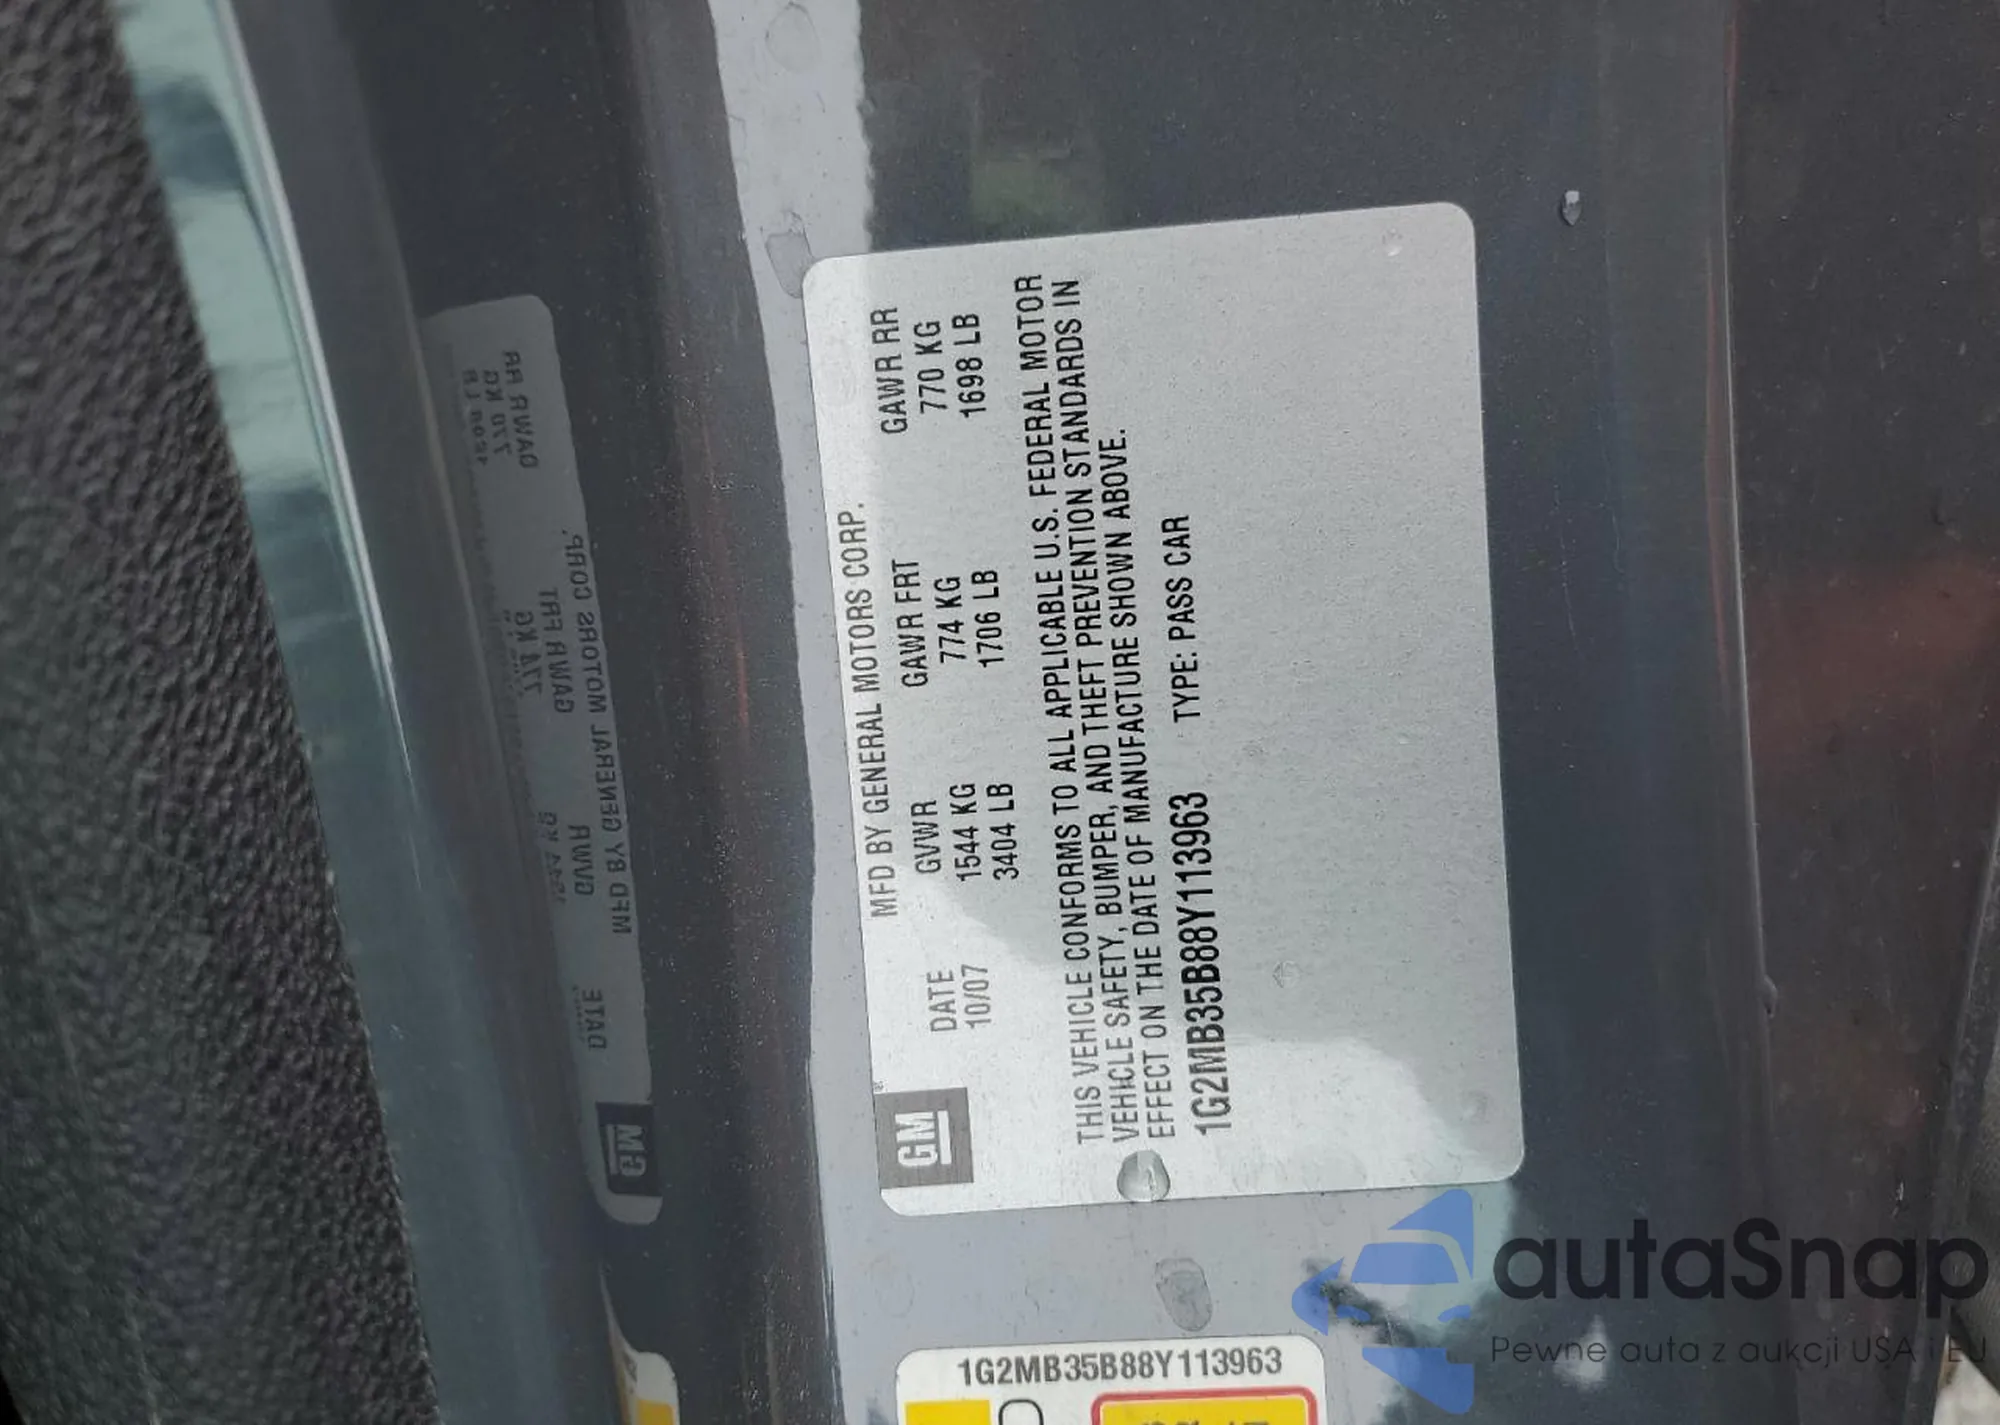 GM
MFD BY GENERAL MOTORS CORP.
DATE GVWR GAWR FRT GAWR RR
10/07 1544 KG 774 KG 770 KG
3404 LB 1706 LB 1698 LB
THIS VEHICLE CONFORMS TO ALL APPLICABLE U.S. FEDERAL MOTOR
VEHICLE SAFETY, BUMPER, AND THEFT PREVENTION STANDARDS IN
EFFECT ON THE DATE OF MANUFACTURE SHOWN ABOVE.
1G2MB35B88Y113963 TYPE: PASS CAR
1G2MB35B88Y113963
autaSnap
Pewne auta z aukcji USA i EU